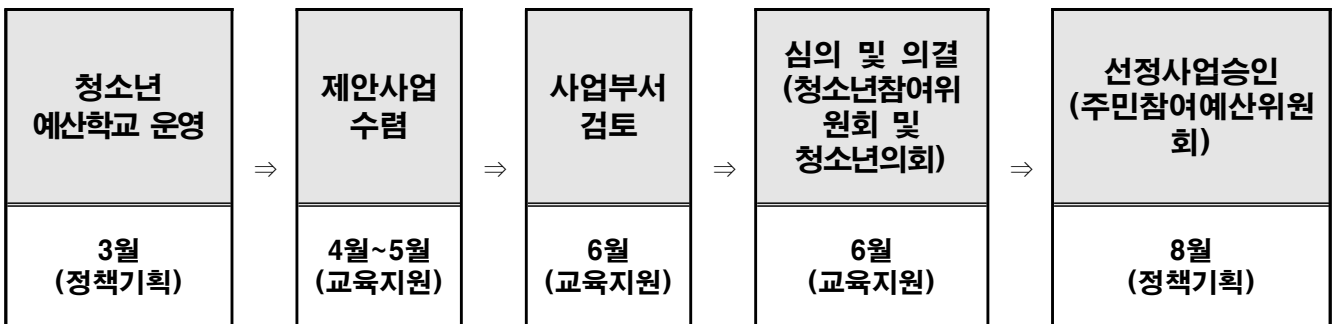 청소년
예산학교 운영
3월
(정책기획)
⇒
제안사업
수렴
4월~5월
(교육지원)
⇒
사업부서
검토
6월
(교육지원)
⇒
심의 및 의결
(청소년참여위
원회 및
청소년의회)
6월
(교육지원)
⇒
선정사업승인
(주민참여예산위원
회)
8월
(정책기획)